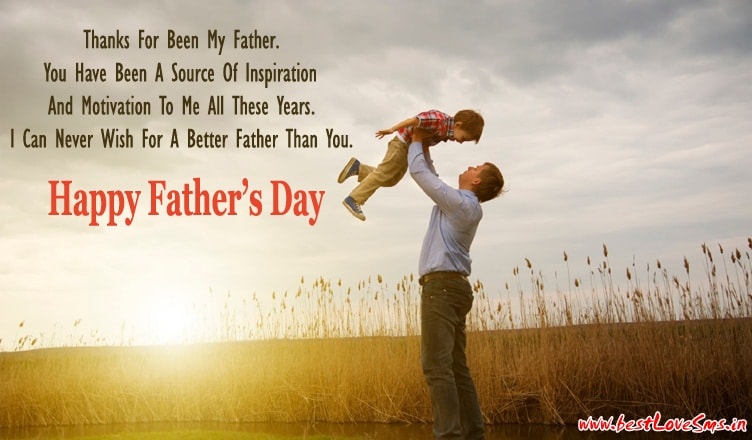 Thanks For Been My Father.
You Have Been A Source Of Inspiration
And Motivation To Me All These Years.
I Can Never Wish For A Better Father Than You.
Happy Father's Day
www.bestLoveSms.in